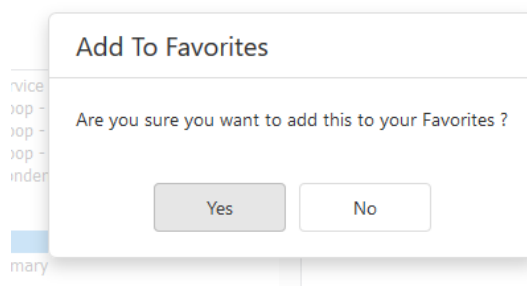 Add To Favorites
Are you sure you want to add this to your Favorites ?
Yes
No